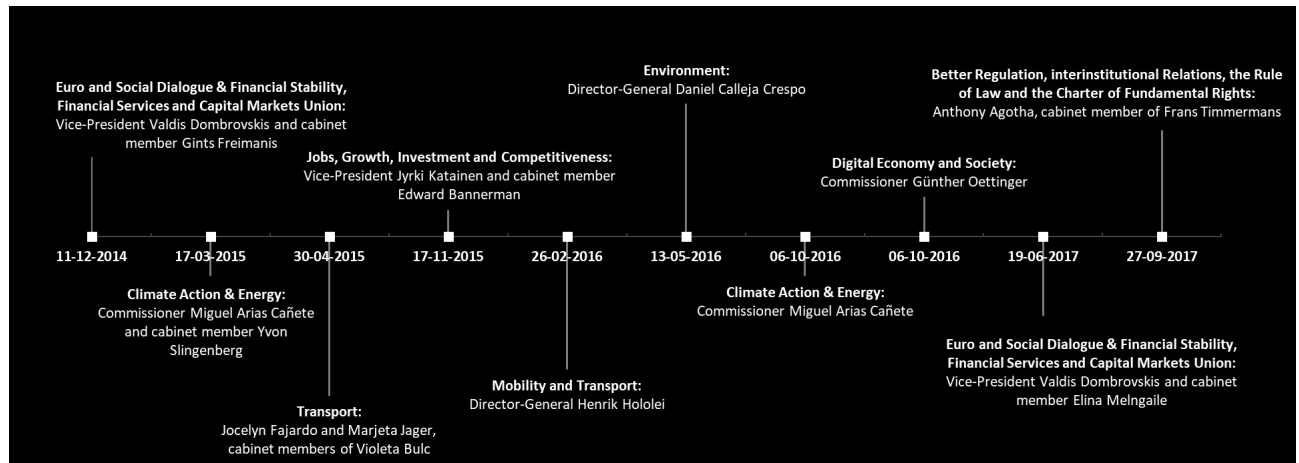 Euro and Social Dialogue & Financial Stability,
Financial Services and Capital Markets Union:
Vice-President Valdis Dombrovskis and cabinet
member Gints Freimanis
Jobs, Growth, Investment and Competitiveness:
Vice-President Jyrki Katainen and cabinet member
Edward Bannerman
Environment:
Director-General Daniel Calleja Crespo
Digital Economy and Society:
Commissioner Günther Oettinger
Better Regulation, interinstitutional Relations, the Rule
of Law and the Charter of Fundamental Rights:
Anthony Agotha, cabinet member of Frans Timmermans
11-12-2014
17-03-2015
30-04-2015
17-11-2015
26-02-2016
13-05-2016
06-10-2016
06-10-2016
19-06-2017
27-09-2017
Climate Action & Energy:
Commissioner Miguel Arias Cañete
and cabinet member Yvon
Slingenberg
Transport:
Jocelyn Fajardo and Marjeta Jager,
cabinet members of Violeta Bulc
Mobility and Transport:
Director-General Henrik Hololei
Climate Action & Energy:
Commissioner Miguel Arias Cañete
Euro and Social Dialogue & Financial Stability,
Financial Services and Capital Markets Union:
Vice-President Valdis Dombrovskis and cabinet
member Elina Melngaile